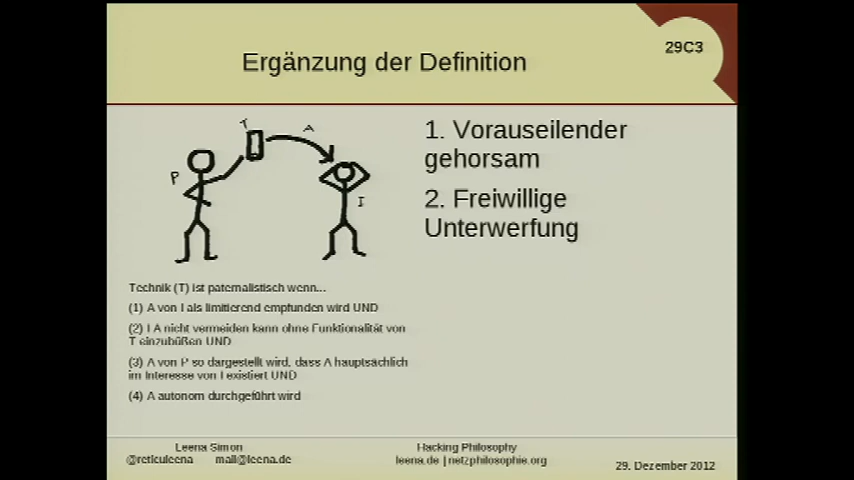 Ergänzung der Definition
29C3
T
A
P
I
1. Vorauseilender
gehorsam
2. Freiwillige
Unterwerfung
Technik (T) ist paternalistisch wenn...
(1) A von I als limitierend empfunden wird UND
(2) I A nicht vermeiden kann ohne Funktionalität von
T einzubüßen UND
(3) A von P so dargestellt wird, dass A hauptsächlich
im Interesse von I existiert UND
(4) A autonom durchgeführt wird
Leena Simon
@reticuleena mail@leena.de
Hacking Philosophy
leena.de | netzphilosophie.org
29. Dezember 2012